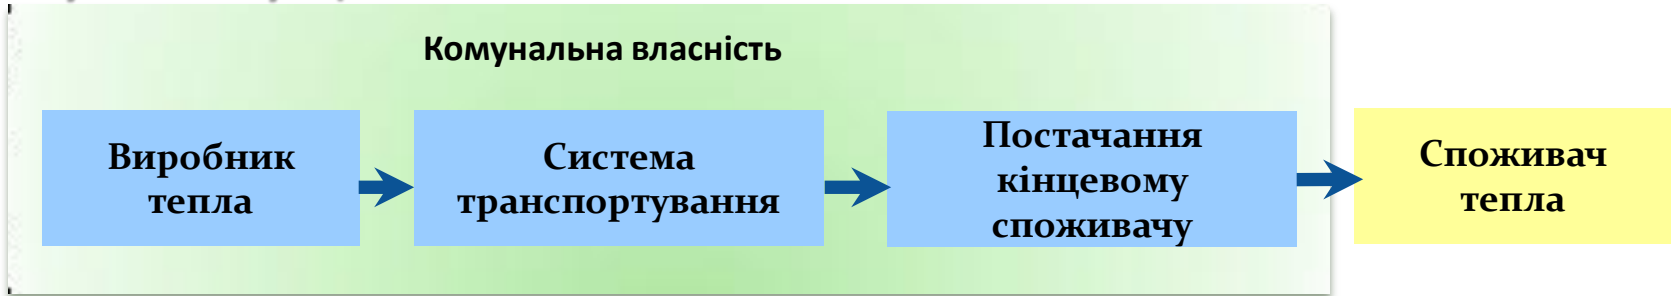 Комунальна власність
Виробник
тепла
Система
транспортування
Постачання
кінцевому
споживачу
Споживач
тепла